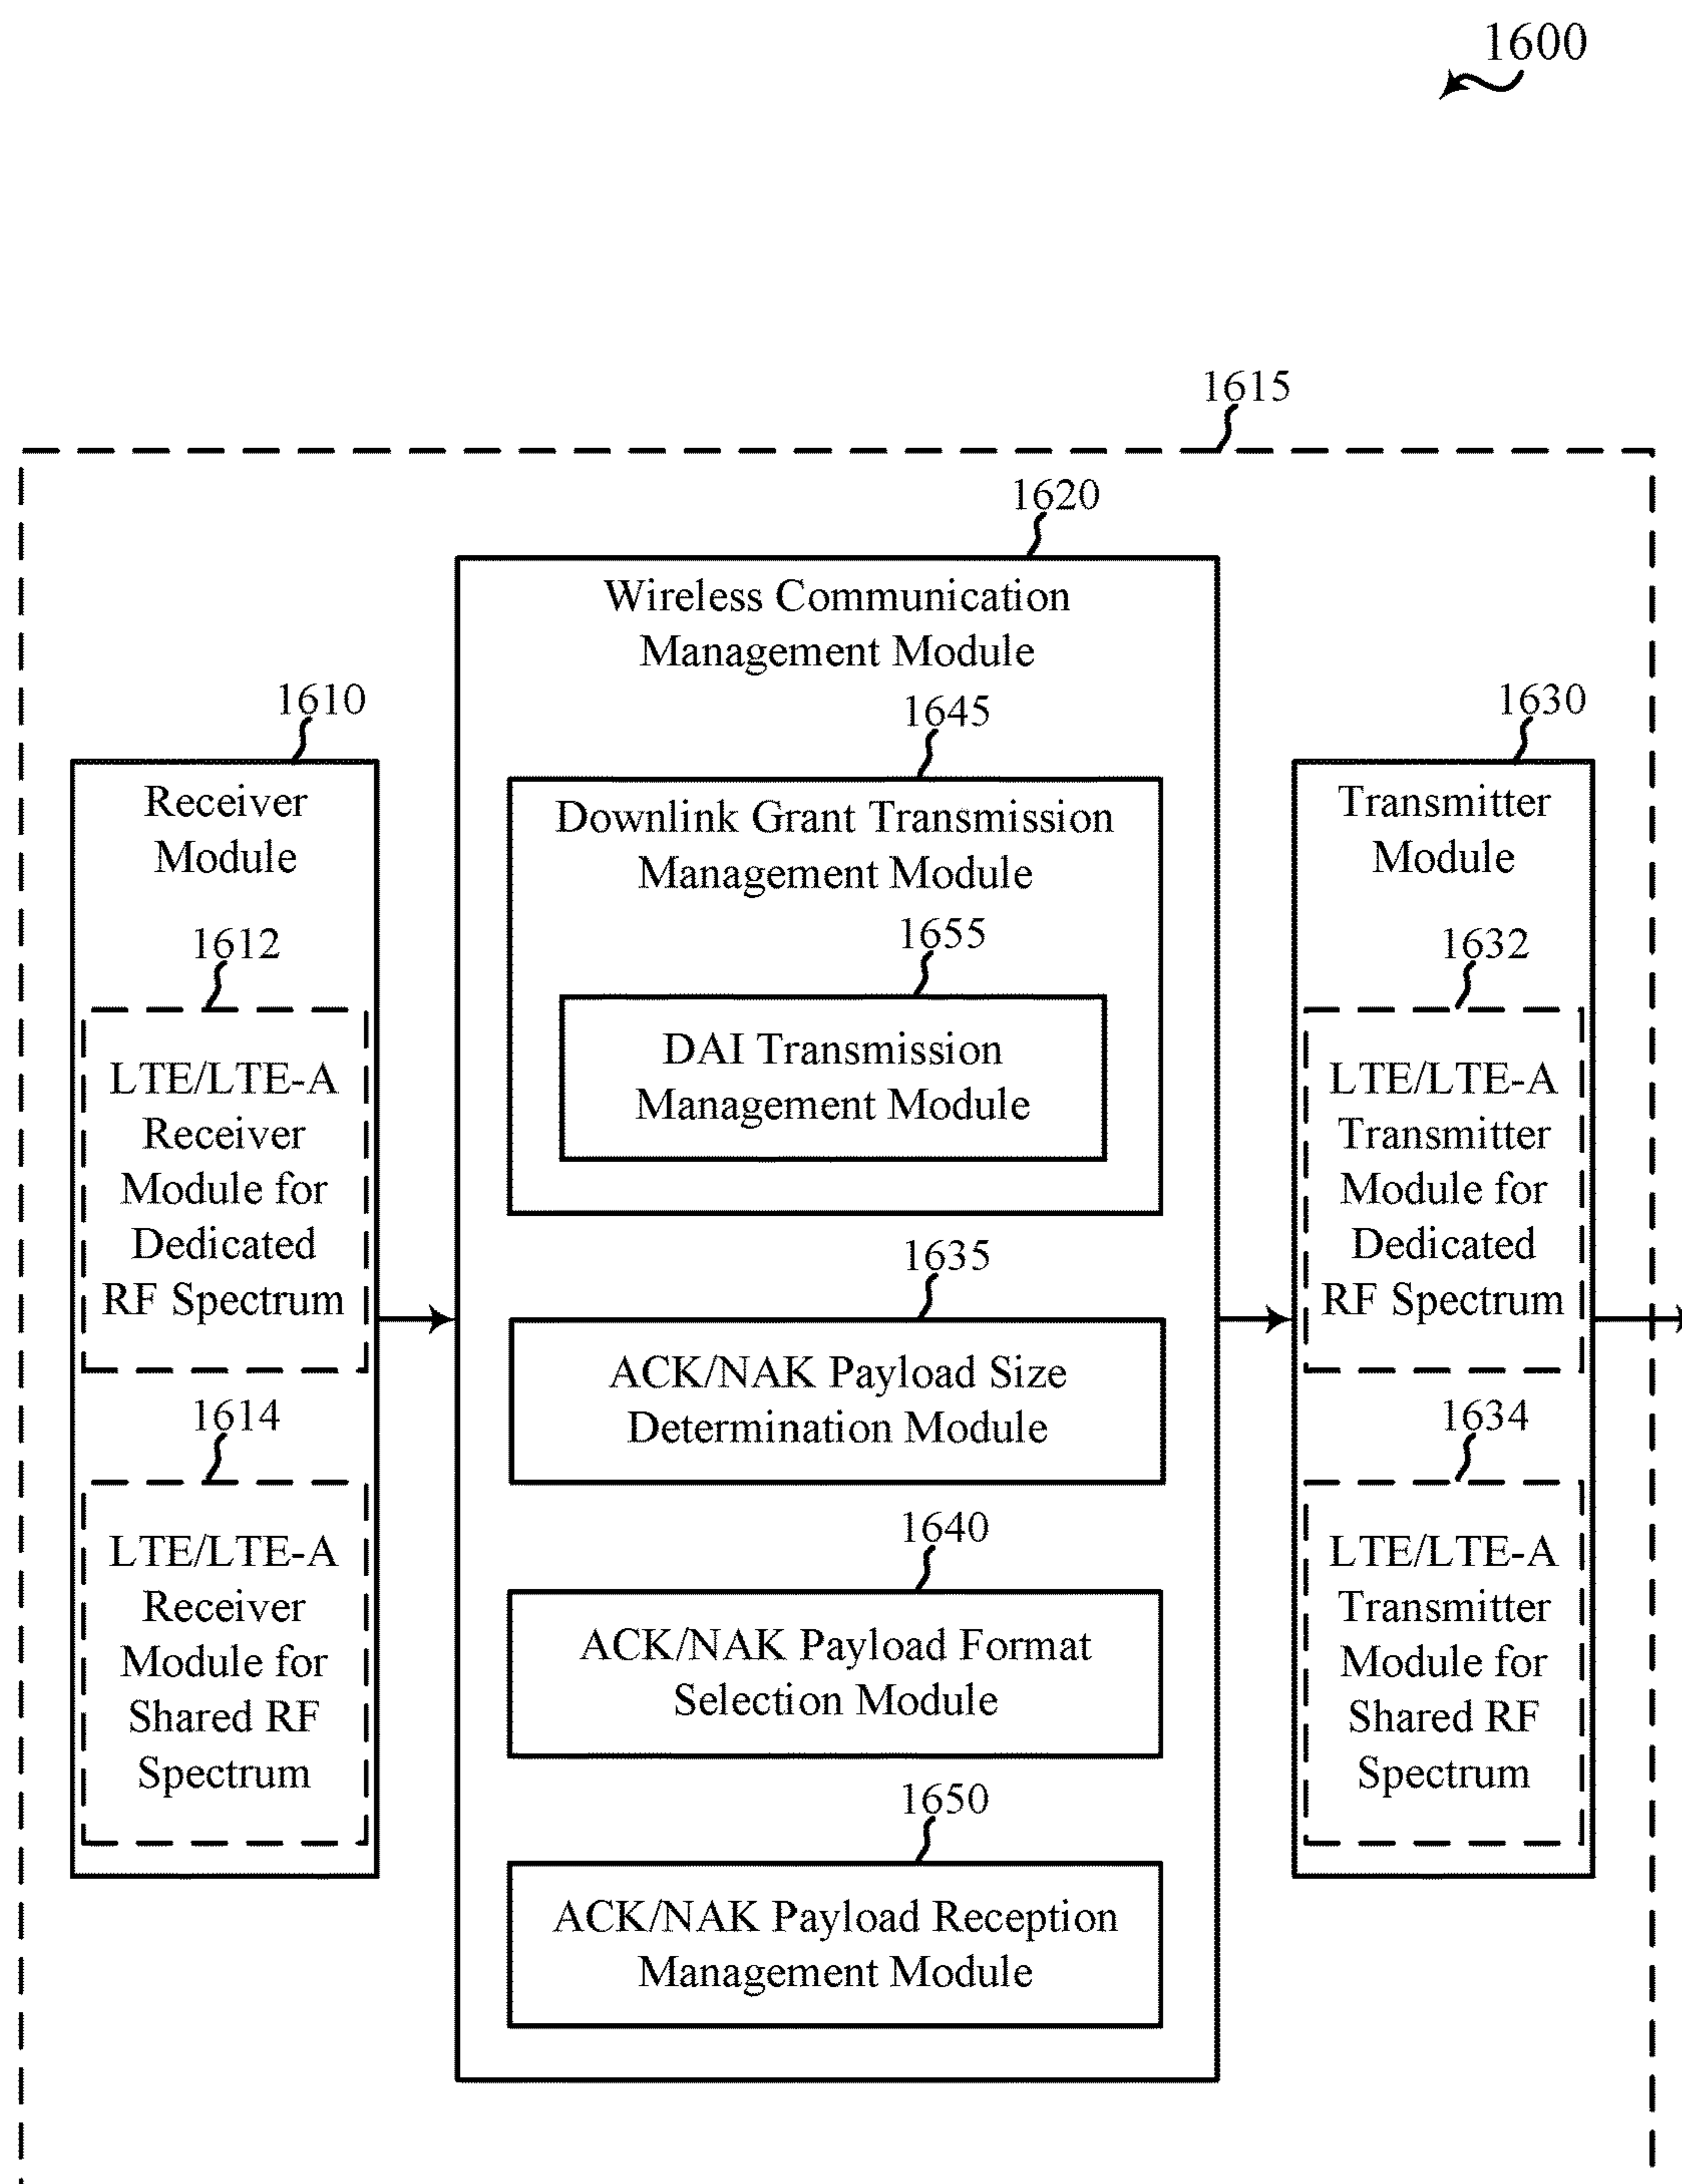 1600
1615
1620
Wireless Communication
Management Module
1610
Receiver
Module
1612
LTE/LTE-A
Receiver
Module for
Dedicated
RF Spectrum
1614
LTE/LTE-A
Receiver
Module for
Shared RF
Spectrum
1645
Downlink Grant Transmission
Management Module
1655
DAI Transmission
Management Module
1635
ACK/NAK Payload Size
Determination Module
1640
ACK/NAK Payload Format
Selection Module
1650
ACK/NAK Payload Reception
Management Module
1630
Transmitter
Module
1632
LTE/LTE-A
Transmitter
Module for
Dedicated
RF Spectrum
1634
LTE/LTE-A
Transmitter
Module for
Shared RF
Spectrum